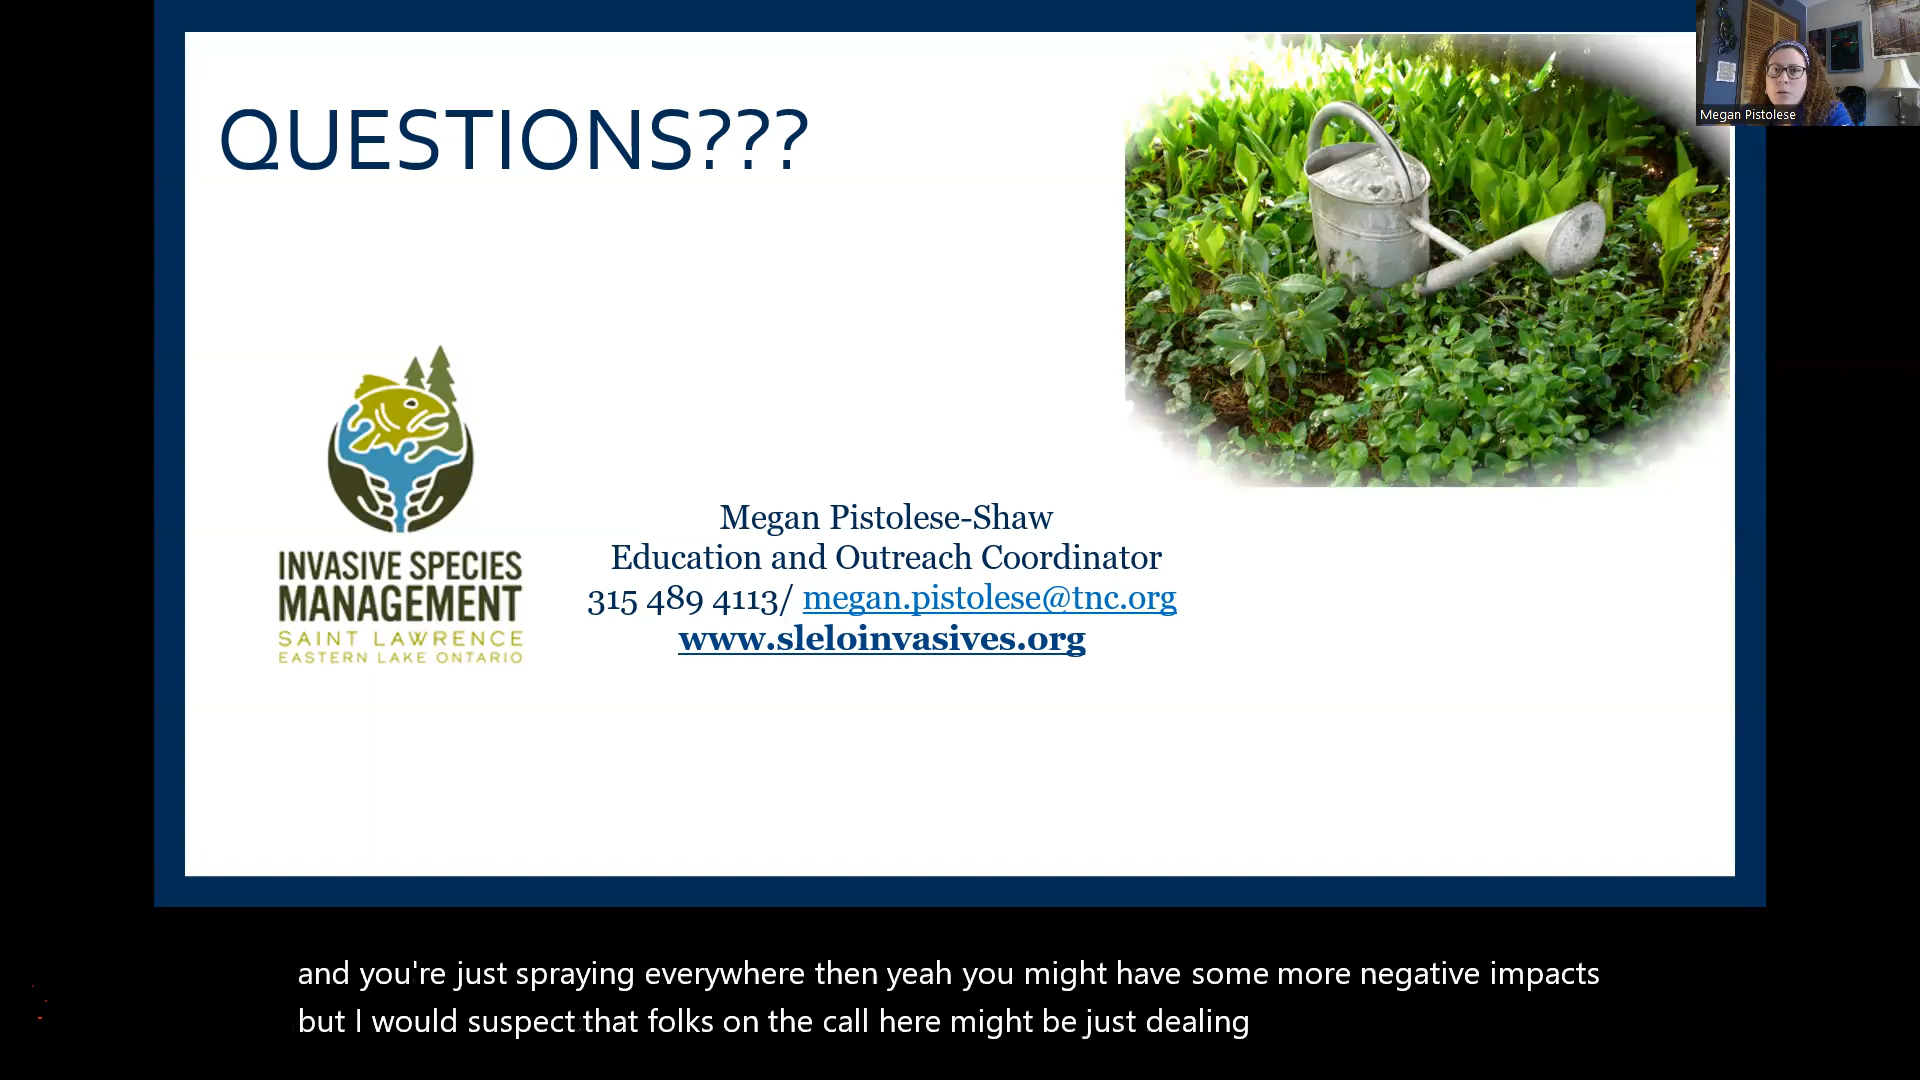 QUESTIONS???
Megan Pistolese
INVASIVE SPECIES
MANAGEMENT
SAINT LAWRENCE
EASTERN LAKE ONTARIO
Megan Pistolese-Shaw
Education and Outreach Coordinator
315 489 4113/ megan.pistolese@tnc.org
www.sleloinvasives.org
and you're just spraying everywhere then yeah you might have some more negative impacts
but I would suspect that folks on the call here might be just dealing